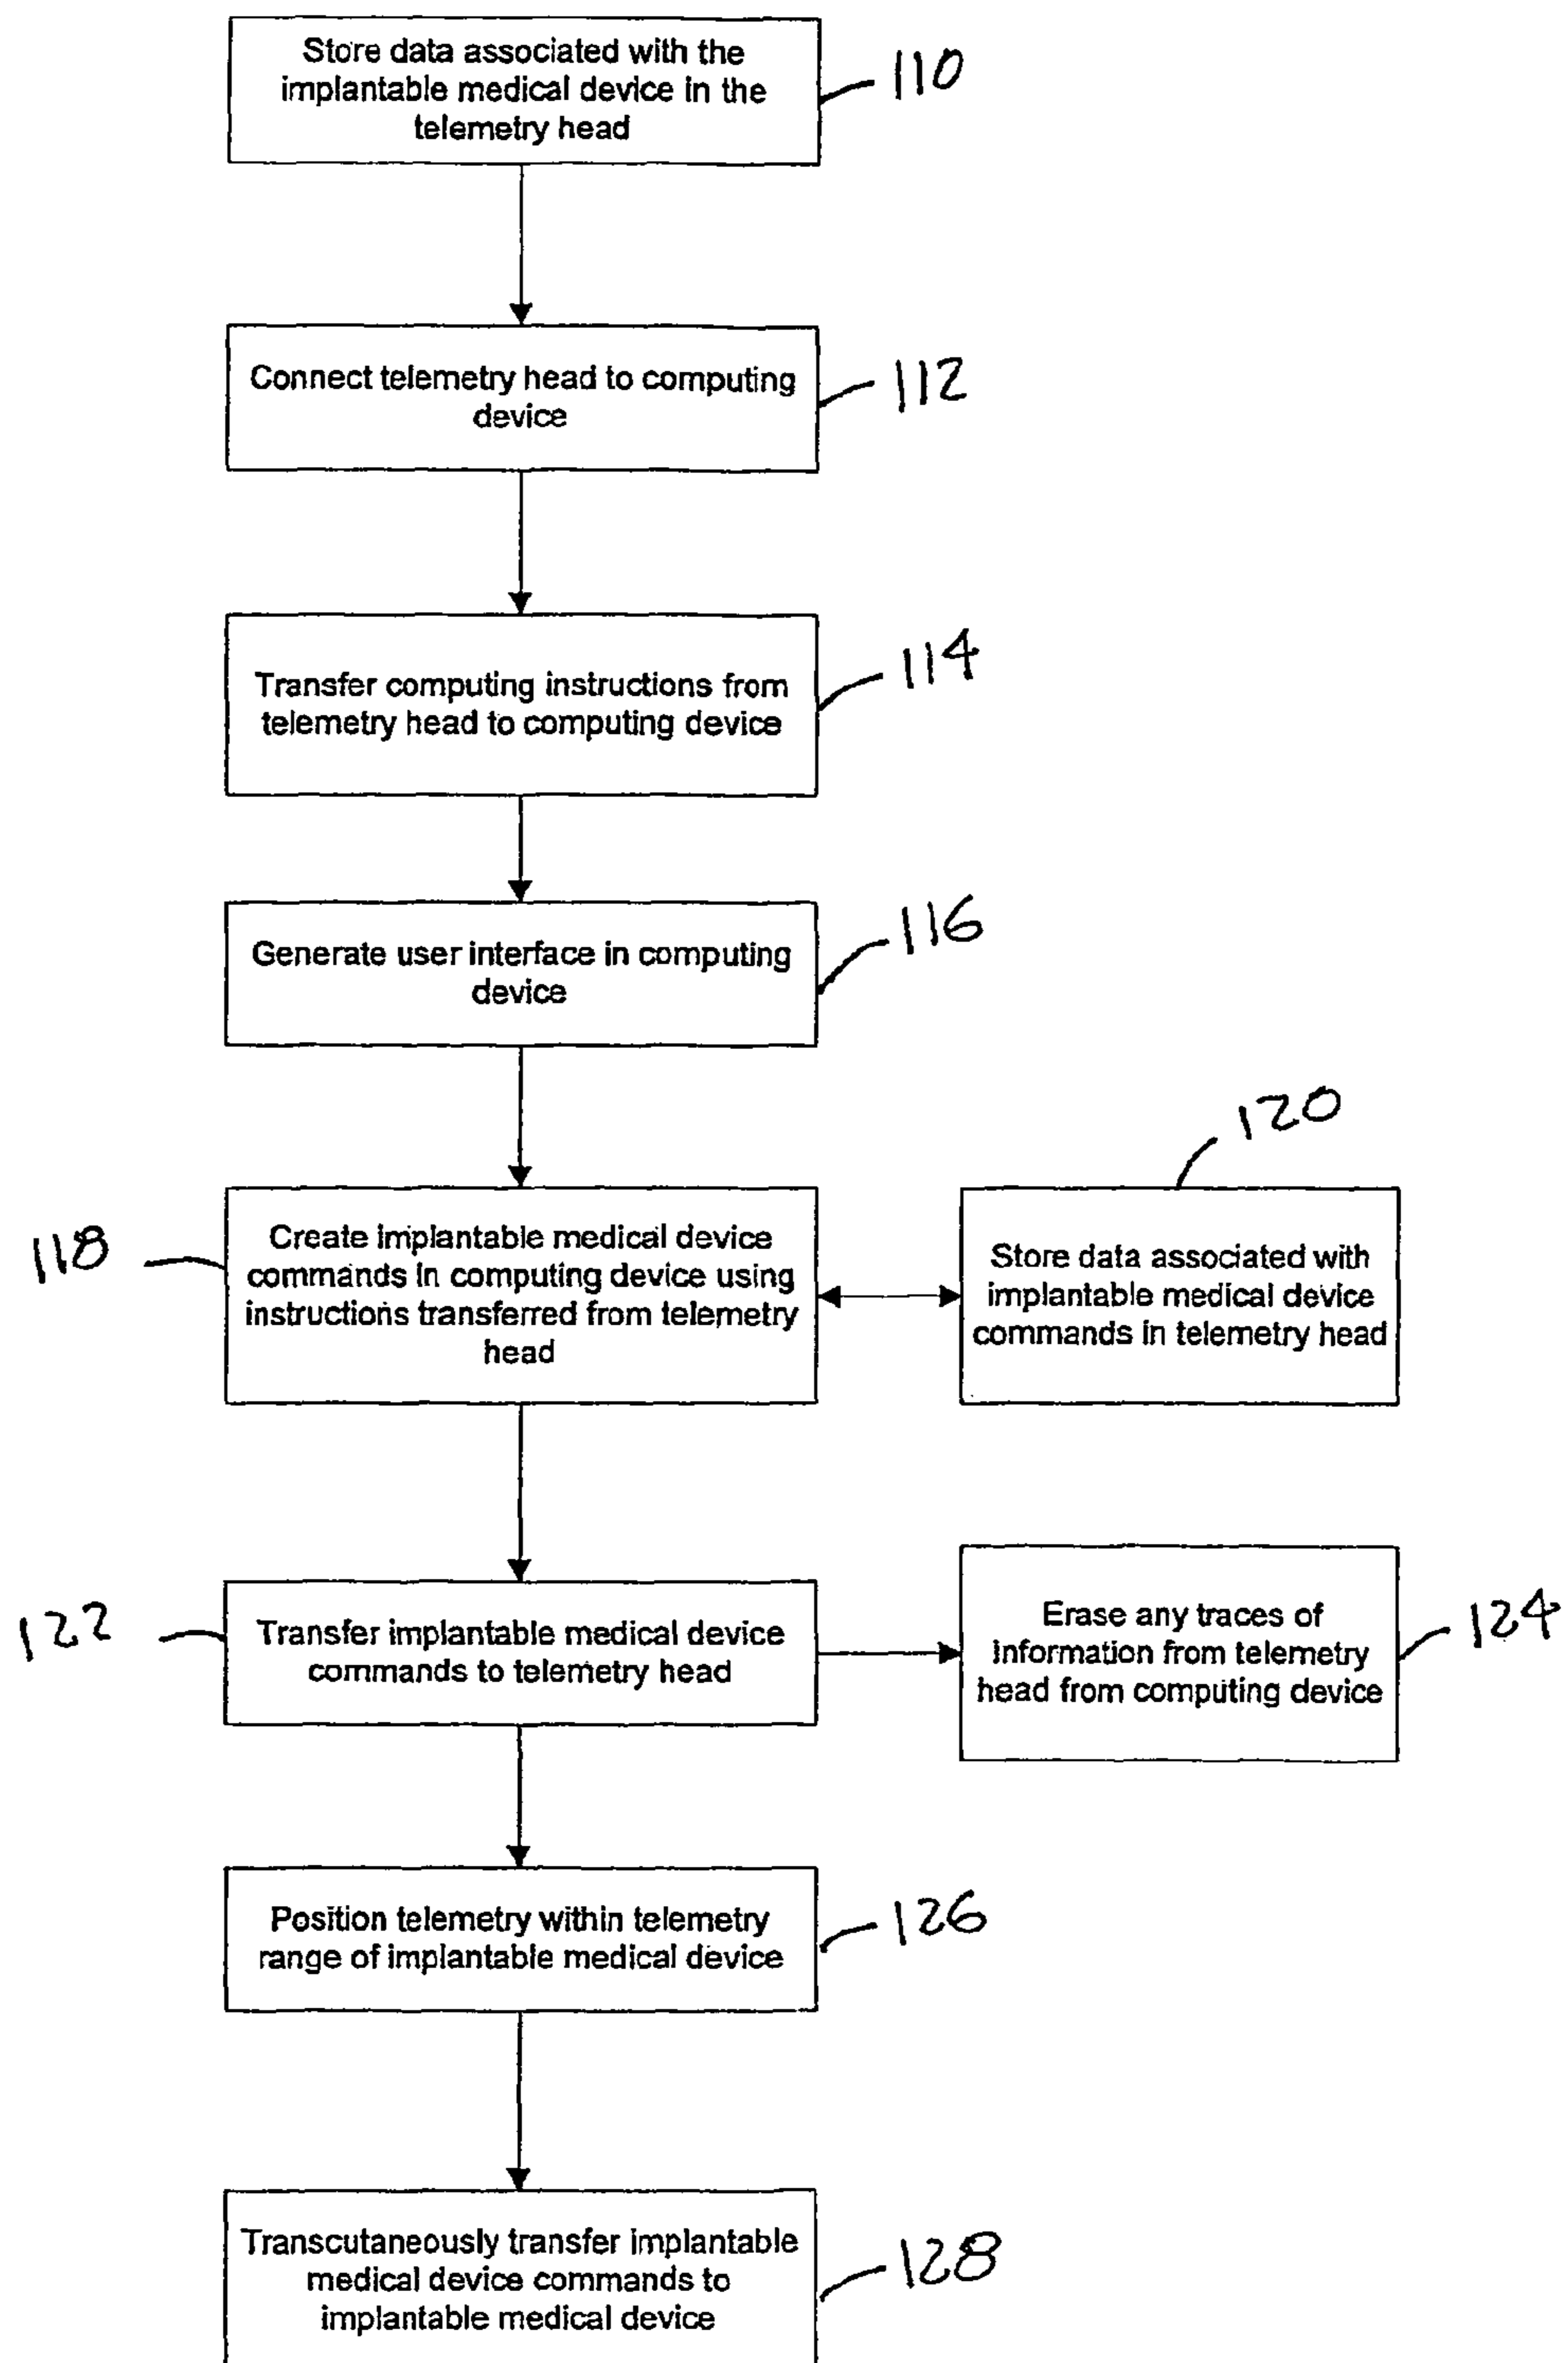 Store data associated with the
implantable medical device in the
telemetry head
110
Connect telemetry head to computing
device
112
Transfer computing instructions from
telemetry head to computing device
114
Generate user interface in computing
device
116
118
Create implantable medical device
commands in computing device using
instructions transferred from telemetry
head
120
Store data associated with
implantable medical device
commands in telemetry head
122
Transfer implantable medical device
commands to telemetry head
Erase any traces of
information from telemetry
head from computing device
124
Position telemetry within telemetry
range of implantable medical device
126
Transcutaneously transfer implantable
medical device commands to
implantable medical device
128